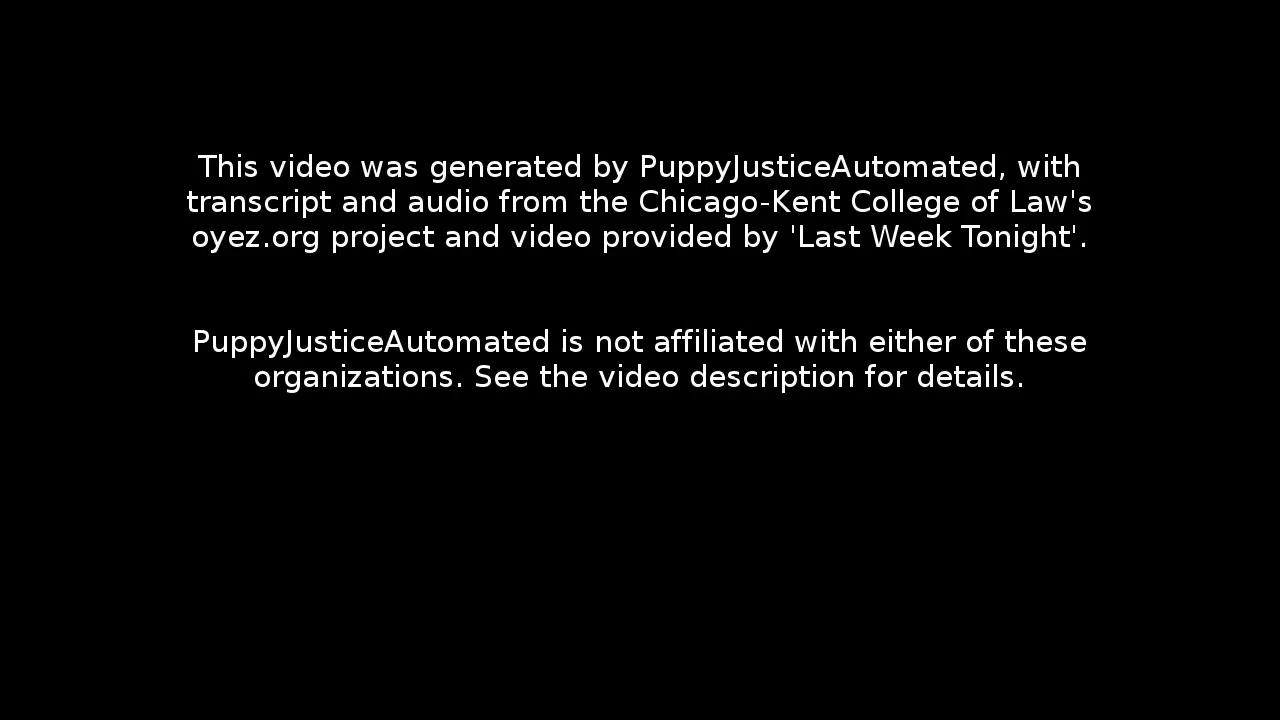 This video was generated by PuppyJusticeAutomated, with
transcript and audio from the Chicago-Kent College of Law's
oyez.org project and video provided by 'Last Week Tonight'.
PuppyJusticeAutomated is not affiliated with either of these
organizations. See the video description for details.